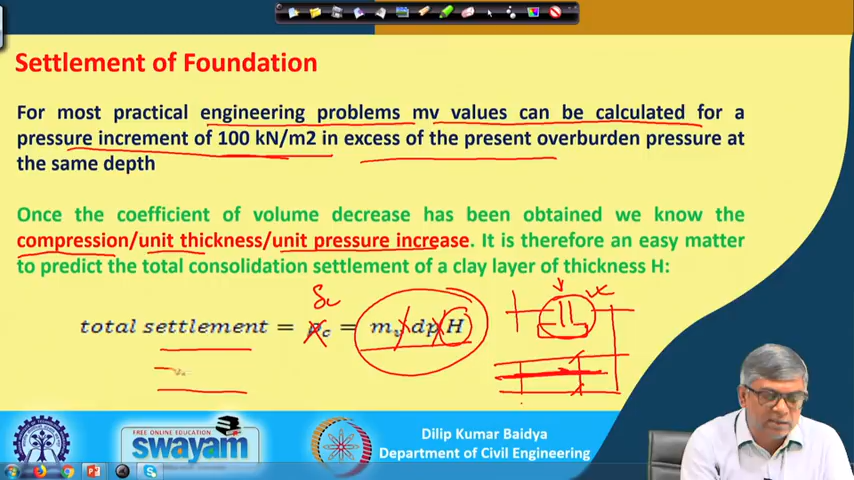 Settlement of Foundation
For most practical engineering problems mv values can be calculated for a
pressure increment of 100 kN/m2 in excess of the present overburden pressure at
the same depth
Once the coefficient of volume decrease has been obtained we know the
compression/unit thickness/unit pressure increase. It is therefore an easy matter
to predict the total consolidation settlement of a clay layer of thickness H:
δc
total settlement = ρc = mv dp H
FREE ONLINE EDUCATION
swayam
Dilip Kumar Baidya
Department of Civil Engineering